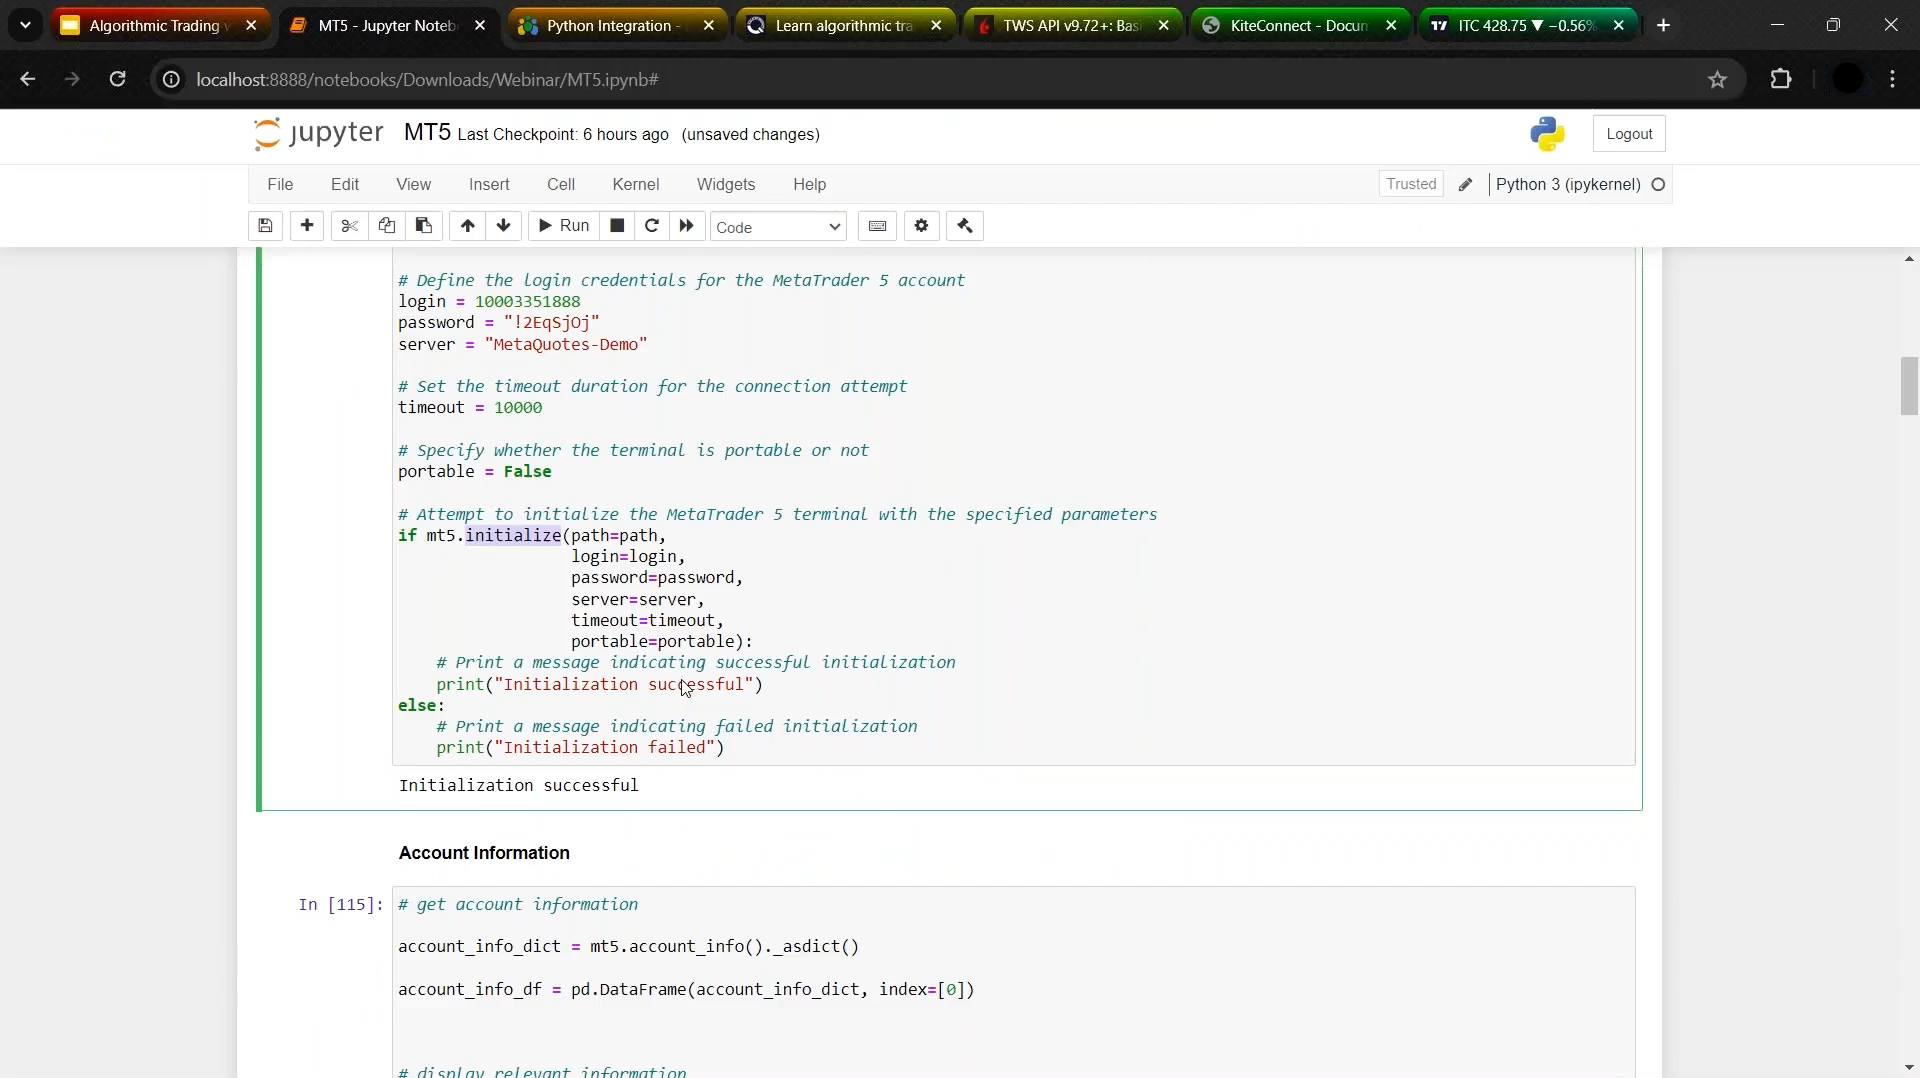 Algorithmic Trading
MT5 - Jupyter Noteb
Python Integration -
Learn algorithmic tra
TWS API v9.72+: Bas
KiteConnect - Docum
ITC 428.75 ▼ −0.56%
localhost:8888/notebooks/Downloads/Webinar/MT5.ipynb#
jupyter MT5 Last Checkpoint: 6 hours ago (unsaved changes)
Logout
File Edit View Insert Cell Kernel Widgets Help
Trusted Python 3 (ipykernel)
Run Code
# Define the login credentials for the MetaTrader 5 account
login = 10003351888
password = "!2EqSjOj"
server = "MetaQuotes-Demo"
# Set the timeout duration for the connection attempt
timeout = 10000
# Specify whether the terminal is portable or not
portable = False
# Attempt to initialize the MetaTrader 5 terminal with the specified parameters
if mt5.initialize(path=path,
login=login,
password=password,
server=server,
timeout=timeout,
portable=portable):
# Print a message indicating successful initialization
print("Initialization successful")
else:
# Print a message indicating failed initialization
print("Initialization failed")
Initialization successful
Account Information
In [115]: # get account information
account_info_dict = mt5.account_info()._asdict()
account_info_df = pd.DataFrame(account_info_dict, index=[0])
# display relevant information